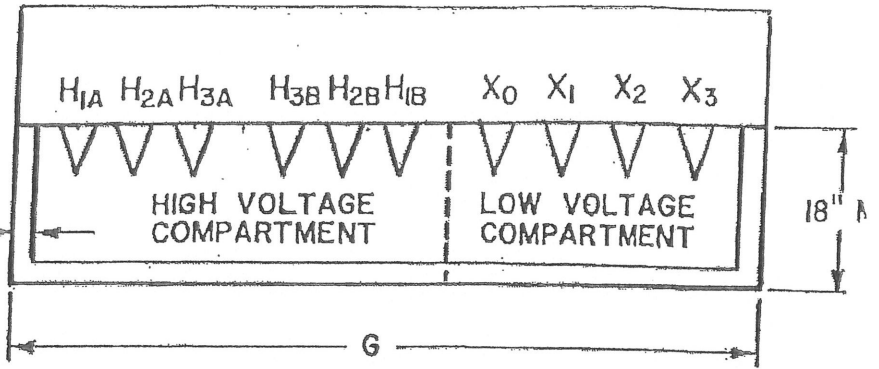 H1A H2A H3A H3B H2B H1B X0 X1 X2 X3
HIGH VOLTAGE LOW VOLTAGE
COMPARTMENT COMPARTMENT
18"
G